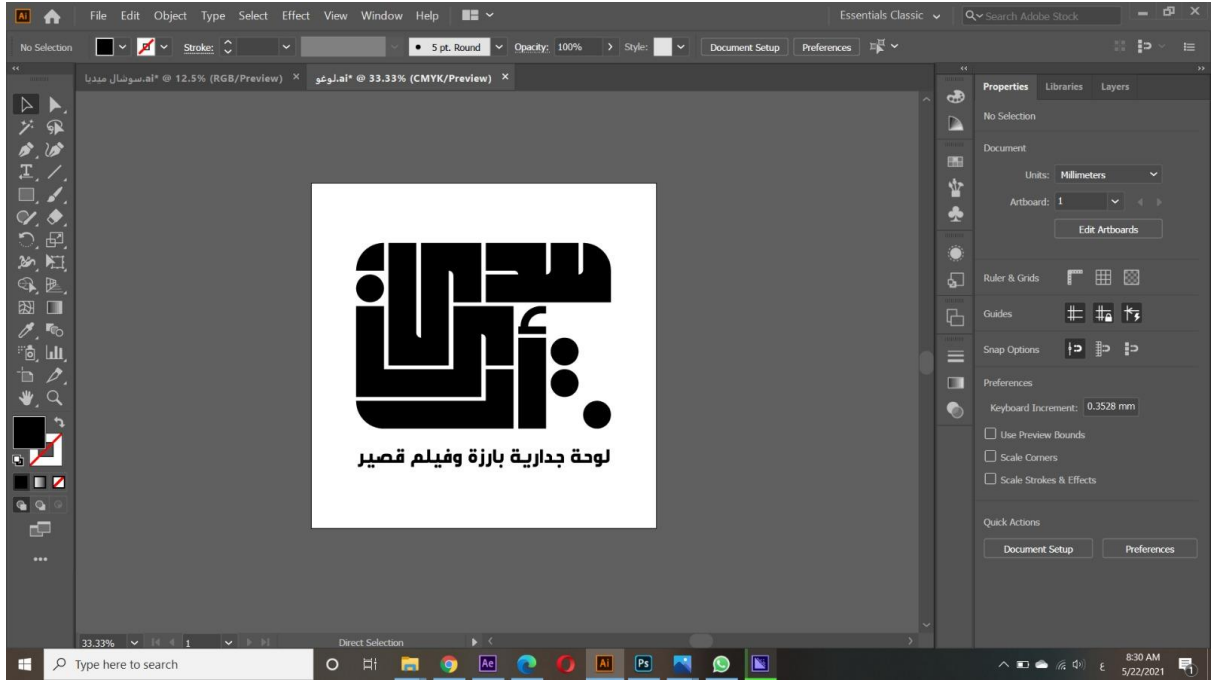 Ai File Edit Object Type Select Effect View Window Help Essentials Classic Search Adobe Stock
No Selection Stroke: 5 pt. Round Opacity: 100% Style: Document Setup Preferences
سوشال ميديا.ai* @ 12.5% (RGB/Preview) × لوغو.ai* @ 33.33% (CMYK/Preview) ×
Properties Libraries Layers
No Selection
Document
Units: Millimeters
Artboard: 1
Edit Artboards
Ruler & Grids
Guides
Snap Options
Preferences
Keyboard Increment: 0.3528 mm
Use Preview Bounds
Scale Corners
Scale Strokes & Effects
Quick Actions
Document Setup Preferences
لوحة جدارية بارزة وفيلم قصير
33.33% 1 Direct Selection
Type here to search Ae Ai Ps ع 8:30 AM
5/22/2021